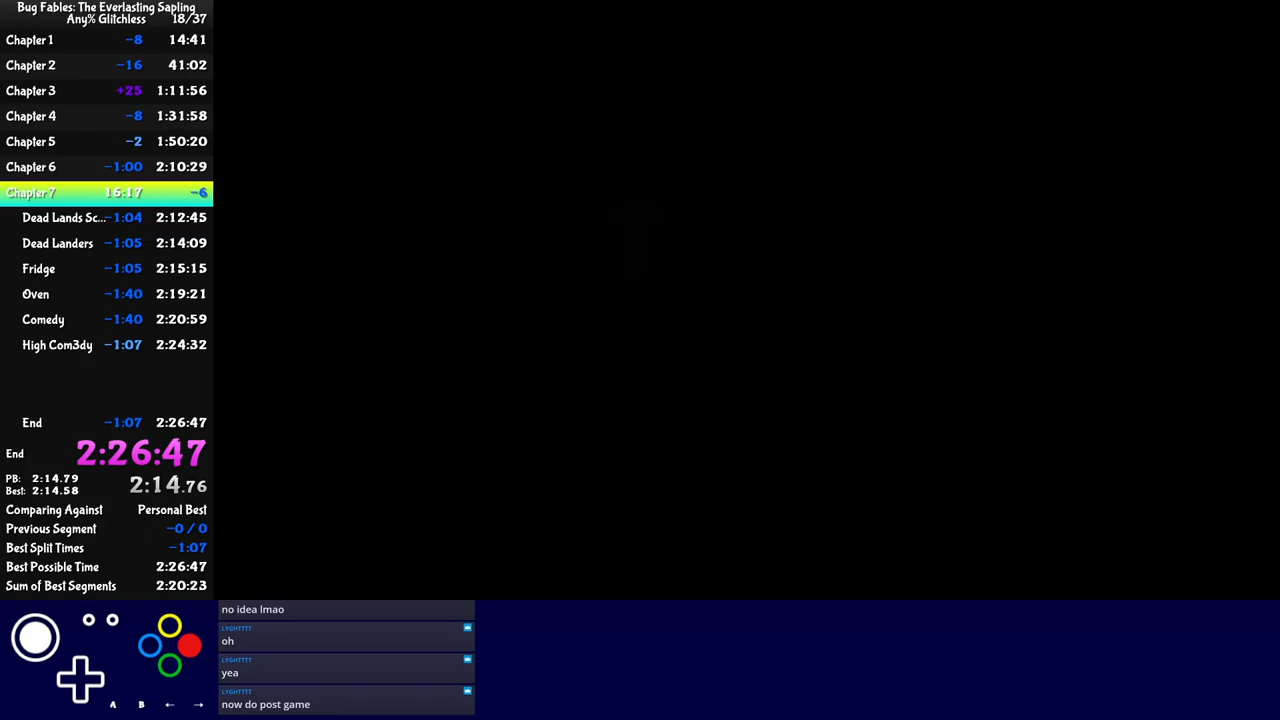 Bug Fables: The Everlasting Sapling
Any% Glitchless 18/37
Chapter 1 -8 14:41
Chapter 2 -16 41:02
Chapter 3 +25 1:11:56
Chapter 4 -8 1:31:58
Chapter 5 -2 1:50:20
Chapter 6 -1:00 2:10:29
Chapter 7 16:17 -6
Dead Lands Sc... -1:04 2:12:45
Dead Landers -1:05 2:14:09
Fridge -1:05 2:15:15
Oven -1:40 2:19:21
Comedy -1:40 2:20:59
High Com3dy -1:07 2:24:32
End -1:07 2:26:47
End 2:26:47
PB: 2:14.79
Best: 2:14.58
2:14.76
Comparing Against Personal Best
Previous Segment -0 / 0
Best Split Times -1:07
Best Possible Time 2:26:47
Sum of Best Segments 2:20:23
A B ← →
no idea lmao
LYGHTTTT
oh
LYGHTTTT
yea
LYGHTTTT
now do post game